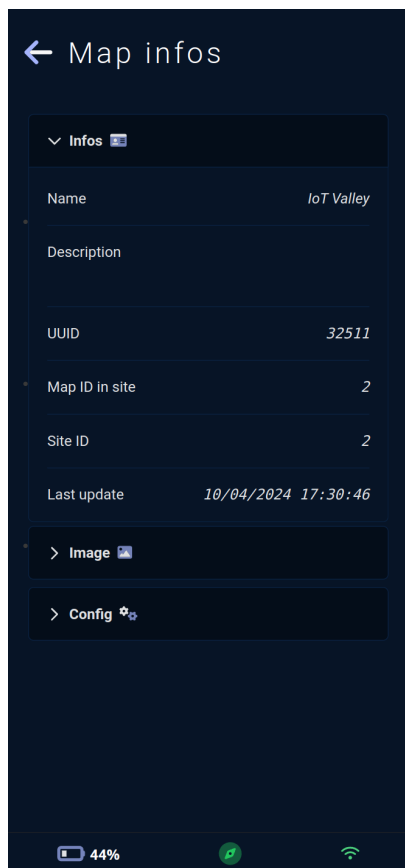 Map infos
Infos
Name IoT Valley
Description
UUID 32511
Map ID in site 2
Site ID 2
Last update 10/04/2024 17:30:46
Image
Config
44%